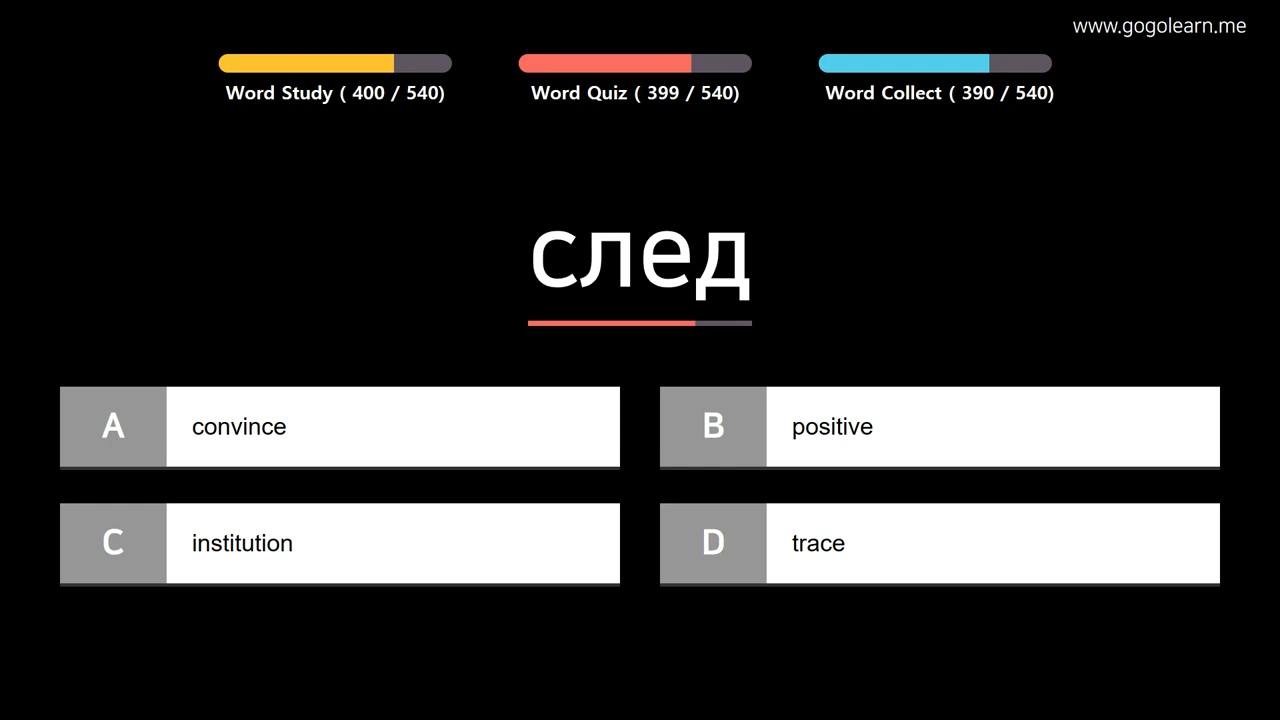 www.gogolearn.me
Word Study ( 400 / 540)
Word Quiz ( 399 / 540)
Word Collect ( 390 / 540)
след
A convince
B positive
C institution
D trace